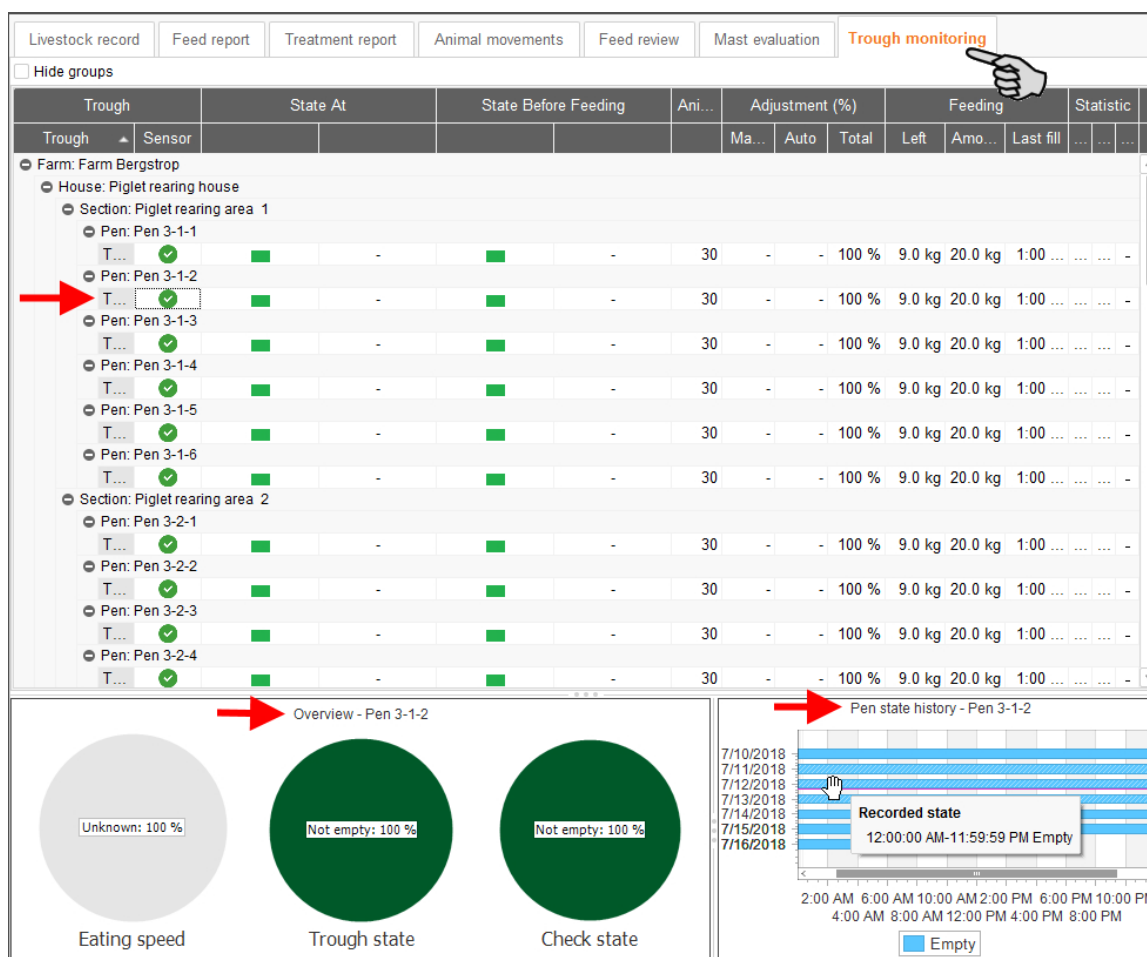 Livestock record Feed report Treatment report Animal movements Feed review Mast evaluation Trough monitoring
Hide groups
Trough State At State Before Feeding Ani... Adjustment (%) Feeding Statistic
Trough Sensor Ma... Auto Total Left Amo... Last fill ... ... ...
Farm: Farm Bergstrop
House: Piglet rearing house
Section: Piglet rearing area 1
Pen: Pen 3-1-1
T... - - 30 - - 100 % 9.0 kg 20.0 kg 1:00 ... ... ... -
Pen: Pen 3-1-2
T... - - 30 - - 100 % 9.0 kg 20.0 kg 1:00 ... ... ... -
Pen: Pen 3-1-3
T... - - 30 - - 100 % 9.0 kg 20.0 kg 1:00 ... ... ... -
Pen: Pen 3-1-4
T... - - 30 - - 100 % 9.0 kg 20.0 kg 1:00 ... ... ... -
Pen: Pen 3-1-5
T... - - 30 - - 100 % 9.0 kg 20.0 kg 1:00 ... ... ... -
Pen: Pen 3-1-6
T... - - 30 - - 100 % 9.0 kg 20.0 kg 1:00 ... ... ... -
Section: Piglet rearing area 2
Pen: Pen 3-2-1
T... - - 30 - - 100 % 9.0 kg 20.0 kg 1:00 ... ... ... -
Pen: Pen 3-2-2
T... - - 30 - - 100 % 9.0 kg 20.0 kg 1:00 ... ... ... -
Pen: Pen 3-2-3
T... - - 30 - - 100 % 9.0 kg 20.0 kg 1:00 ... ... ... -
Pen: Pen 3-2-4
T... - - 30 - - 100 % 9.0 kg 20.0 kg 1:00 ... ... ... -
Overview - Pen 3-1-2
Unknown: 100 % Not empty: 100 % Not empty: 100 %
Eating speed Trough state Check state
Pen state history - Pen 3-1-2
7/10/2018
7/11/2018
7/12/2018
7/13/2018
7/14/2018
7/15/2018
7/16/2018
Recorded state
12:00:00 AM-11:59:59 PM Empty
2:00 AM 6:00 AM 10:00 AM 2:00 PM 6:00 PM 10:00 PM
4:00 AM 8:00 AM 12:00 PM 4:00 PM 8:00 PM
Empty